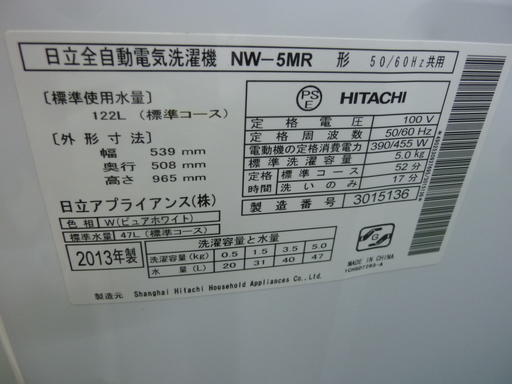 日立全自動電気洗濯機 NW-5MR 形 50/60Hz共用
〔標準使用水量〕
122L (標準コース)
〔外形寸法〕
幅 539 mm
奥行 508 mm
高さ 965 mm
日立アプライアンス(株)
色相 W(ピュアホワイト)
標準水量 47L (標準コース)
PS
E
HITACHI
定格電圧 100 V
定格周波数 50/60 Hz
電動機の定格消費電力 390/455 W
標準洗濯容量 5.0kg
定格時間 標準コース 52分
洗いのみ 17分
製造番号 3015136
2013年製
洗濯容量と水量
洗濯容量(kg) 0.5 1.5 3.5 5.0
水量(L) 20 31 40 47
G
MADE IN CHINA
製造元 Shanghai Hitachi Household Appliances Co.,Ltd.